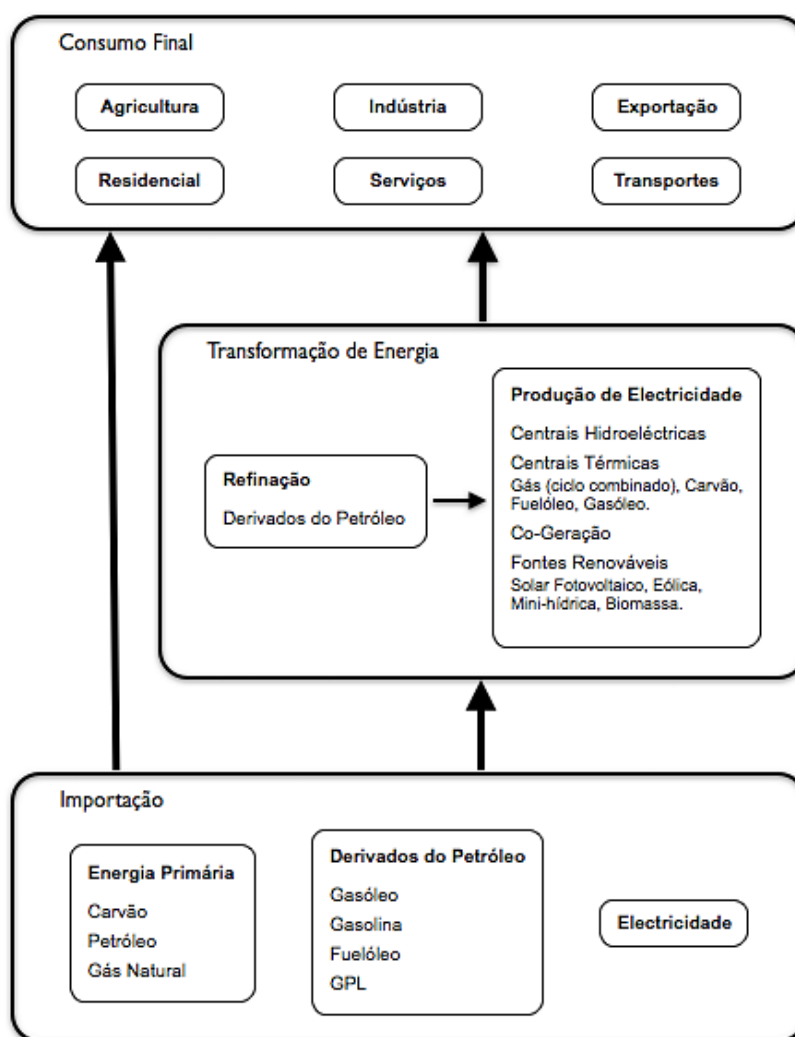 Consumo Final
Agricultura
Indústria
Exportação
Residencial
Serviços
Transportes
Transformação de Energia
Refinação
Derivados do Petróleo
Produção de Electricidade
Centrais Hidroeléctricas
Centrais Térmicas
Gás (ciclo combinado), Carvão,
Fuelóleo, Gasóleo.
Co-Geração
Fontes Renováveis
Solar Fotovoltaico, Eólica,
Mini-hídrica, Biomassa.
Importação
Energia Primária
Carvão
Petróleo
Gás Natural
Derivados do Petróleo
Gasóleo
Gasolina
Fuelóleo
GPL
Electricidade